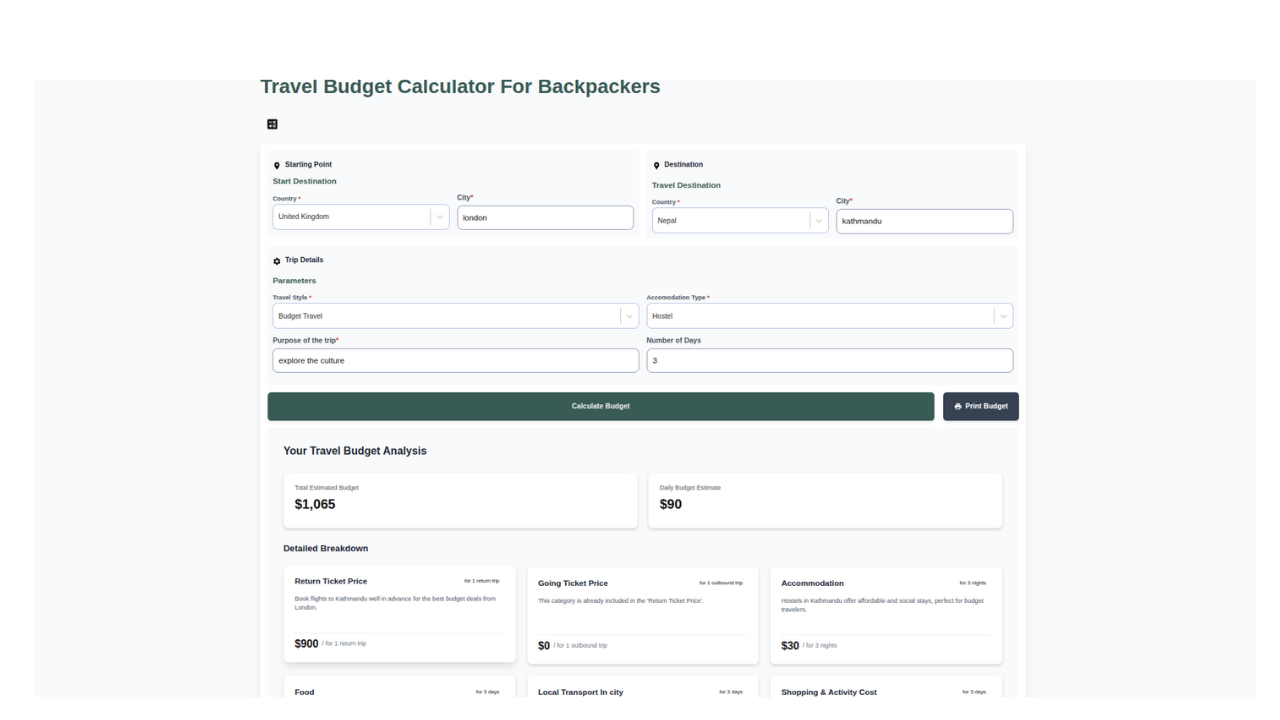 Travel Budget Calculator For Backpackers
Starting Point
Start Destination
Country *
United Kingdom
City*
london
Destination
Travel Destination
Country *
Nepal
City*
kathmandu
Trip Details
Parameters
Travel Style *
Budget Travel
Accomodation Type *
Hostel
Purpose of the trip*
explore the culture
Number of Days
3
Calculate Budget
Print Budget
Your Travel Budget Analysis
Total Estimated Budget
$1,065
Daily Budget Estimate
$90
Detailed Breakdown
Return Ticket Price
for 1 return trip
Book flights to Kathmandu well in advance for the best budget deals from
London.
$900 / for 1 return trip
Going Ticket Price
for 1 outbound trip
This category is already included in the 'Return Ticket Price'.
$0 / for 1 outbound trip
Accommodation
for 3 nights
Hostels in Kathmandu offer affordable and social stays, perfect for budget
travelers.
$30 / for 3 nights
Food
for 3 days
Local Transport In city
for 3 days
Shopping & Activity Cost
for 3 days